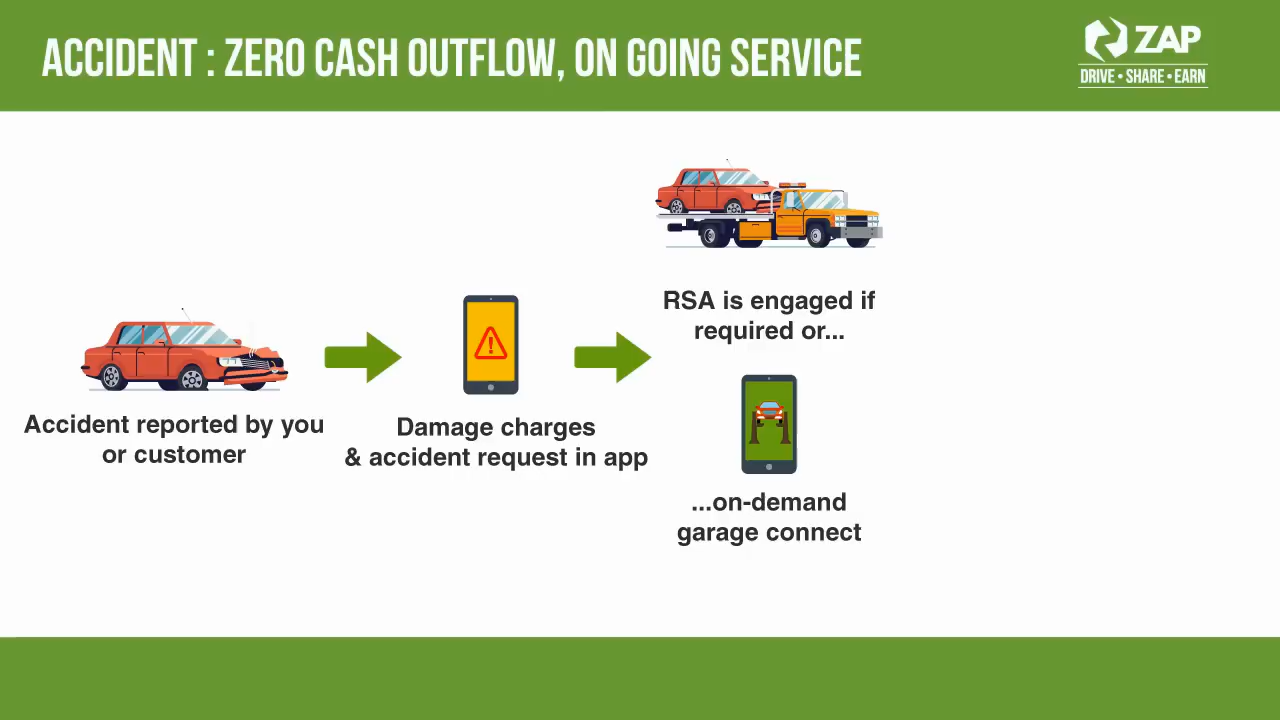 ACCIDENT : ZERO CASH OUTFLOW, ON GOING SERVICE
ZAP
DRIVE • SHARE • EARN
Accident reported by you
or customer
Damage charges
& accident request in app
RSA is engaged if
required or...
...on-demand
garage connect